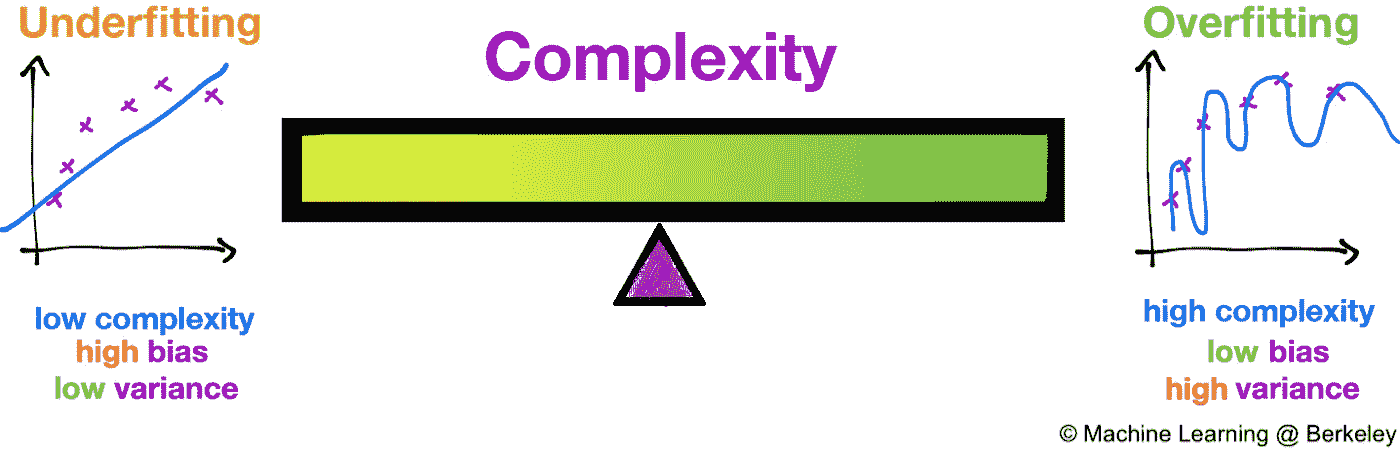 Underfitting
Complexity
Overfitting
low complexity
high bias
low variance
high complexity
low bias
high variance
© Machine Learning @ Berkeley